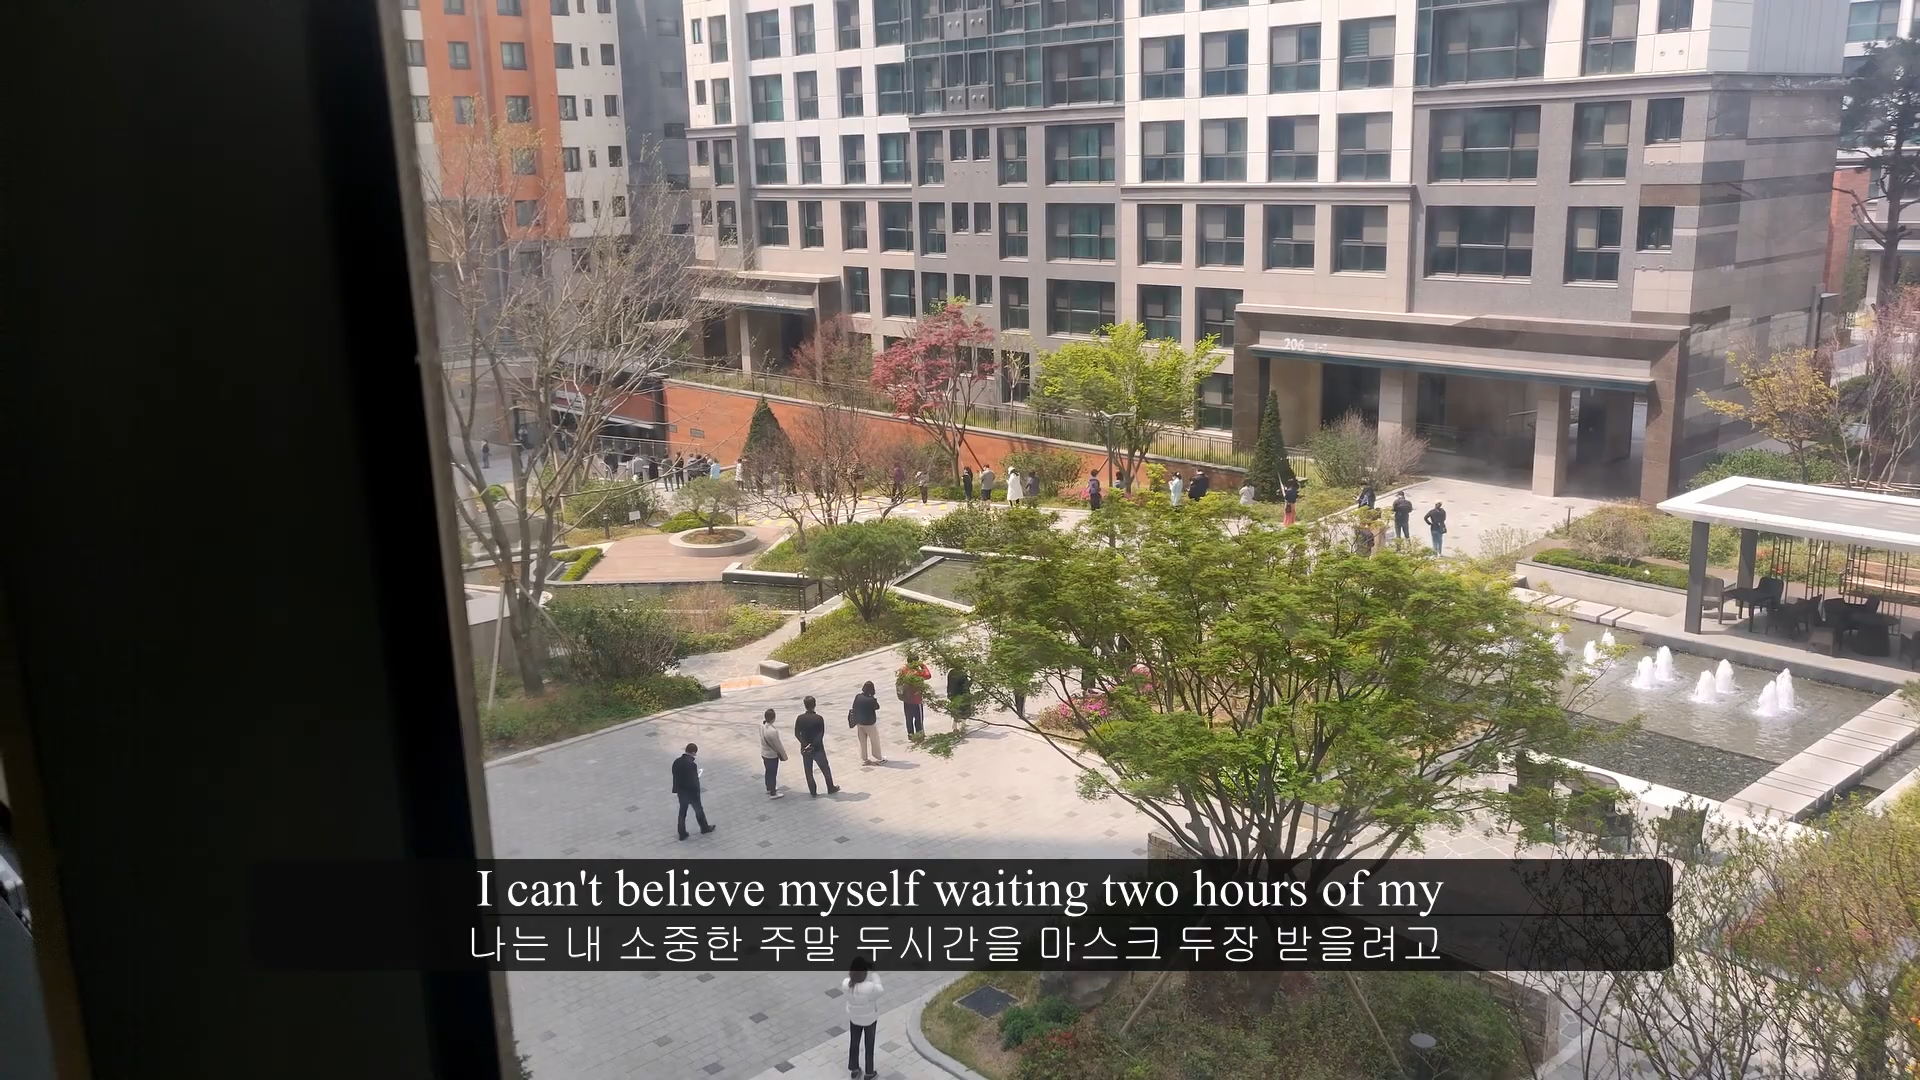 206
I can't believe myself waiting two hours of my
나는 내 소중한 주말 두시간을 마스크 두장 받을려고